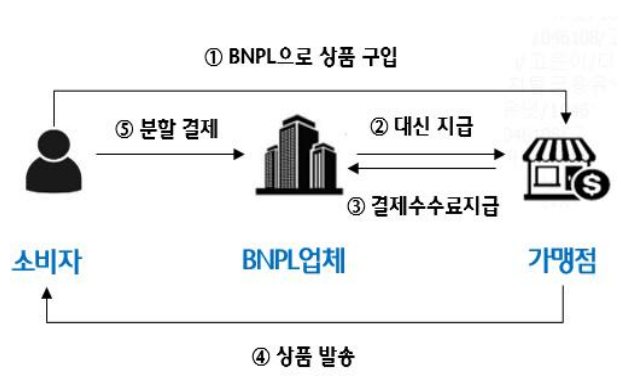 ① BNPL으로 상품 구입
⑤ 분할 결제
② 대신 지급
③ 결제수수료지급
소비자
BNPL업체
가맹점
④ 상품 발송